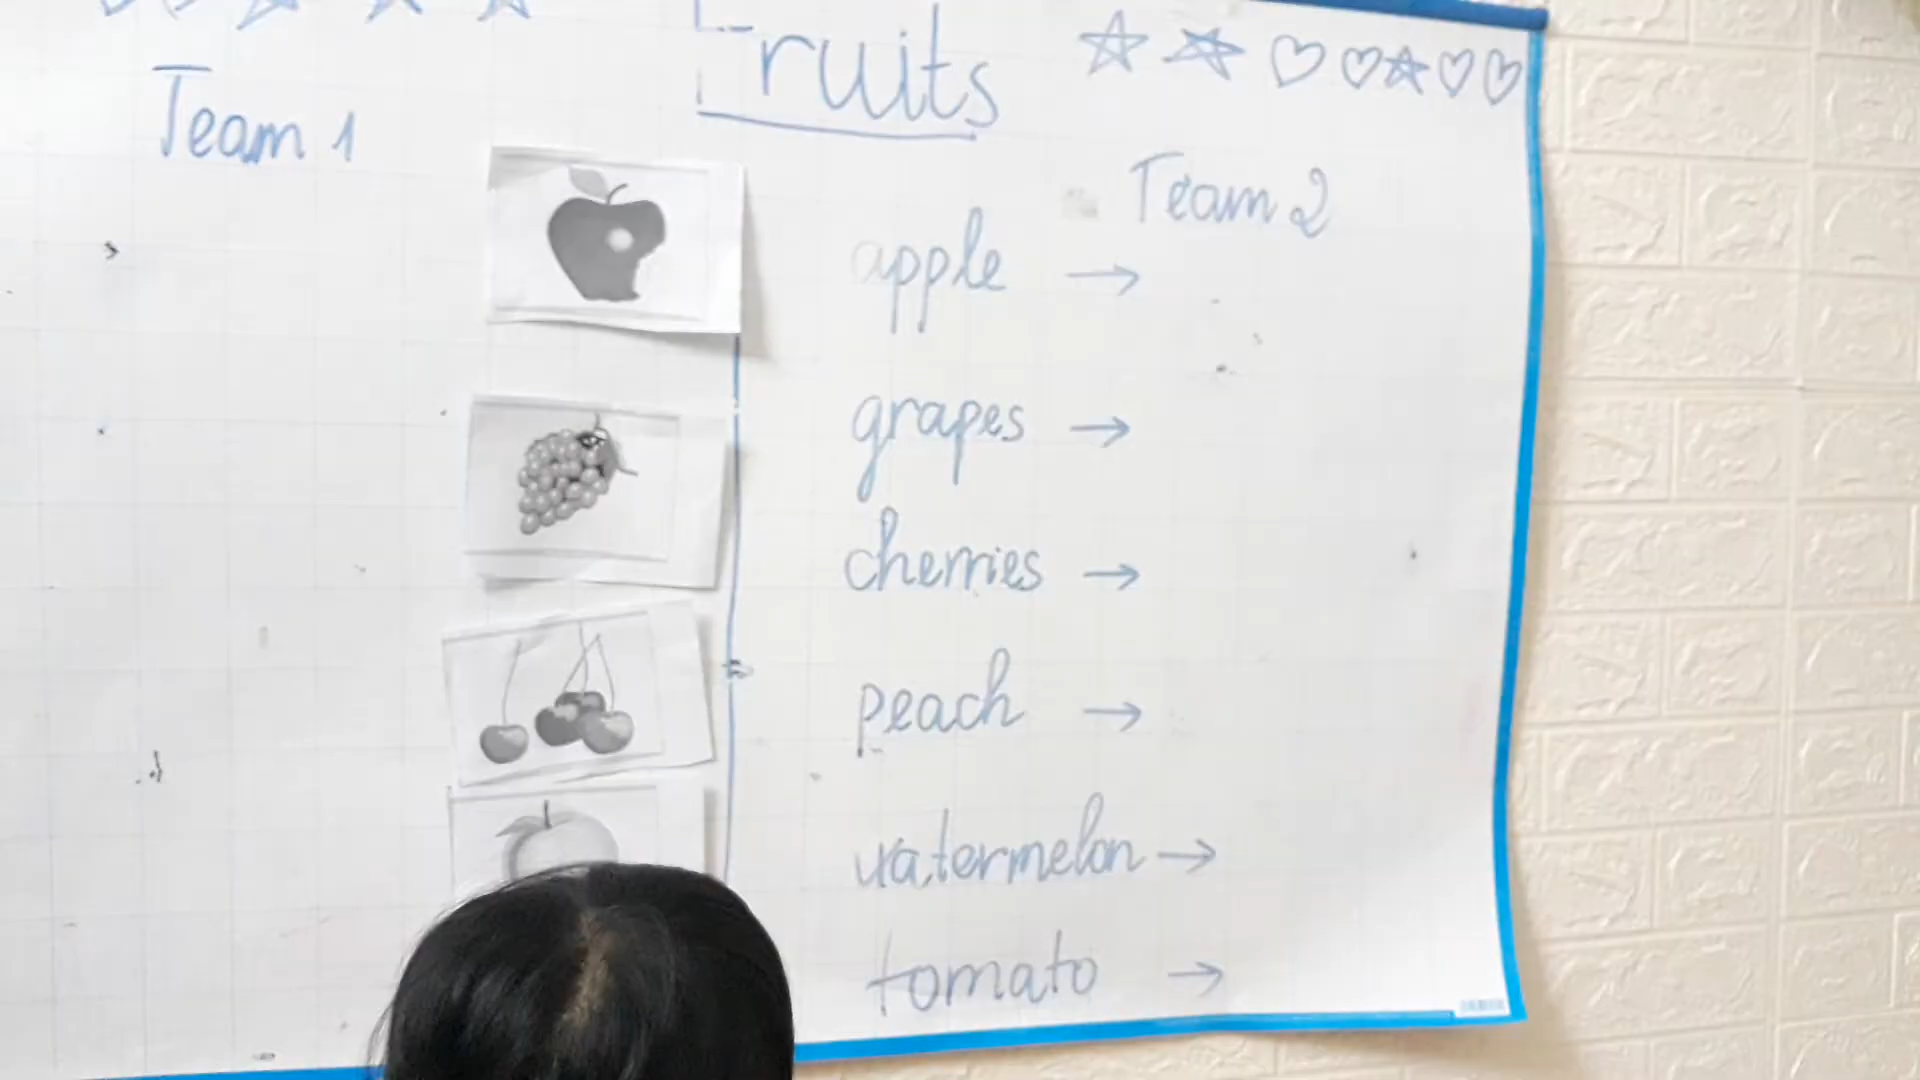 Fruits
Team 1
Team 2
apple →
grapes →
cherries →
peach →
watermelon →
tomato →